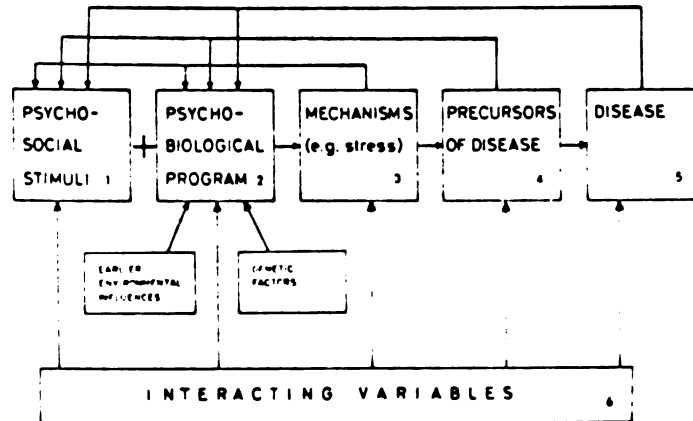 PSYCHO-
SOCIAL
STIMULI 1
+
PSYCHO-
BIOLOGICAL
PROGRAM 2
MECHANISMS
(e.g. stress)
3
PRECURSORS
OF DISEASE
4
DISEASE
5
EARLIER
ENVIRONMENTAL
INFLUENCES
GENETIC
FACTORS
INTERACTING VARIABLES
6